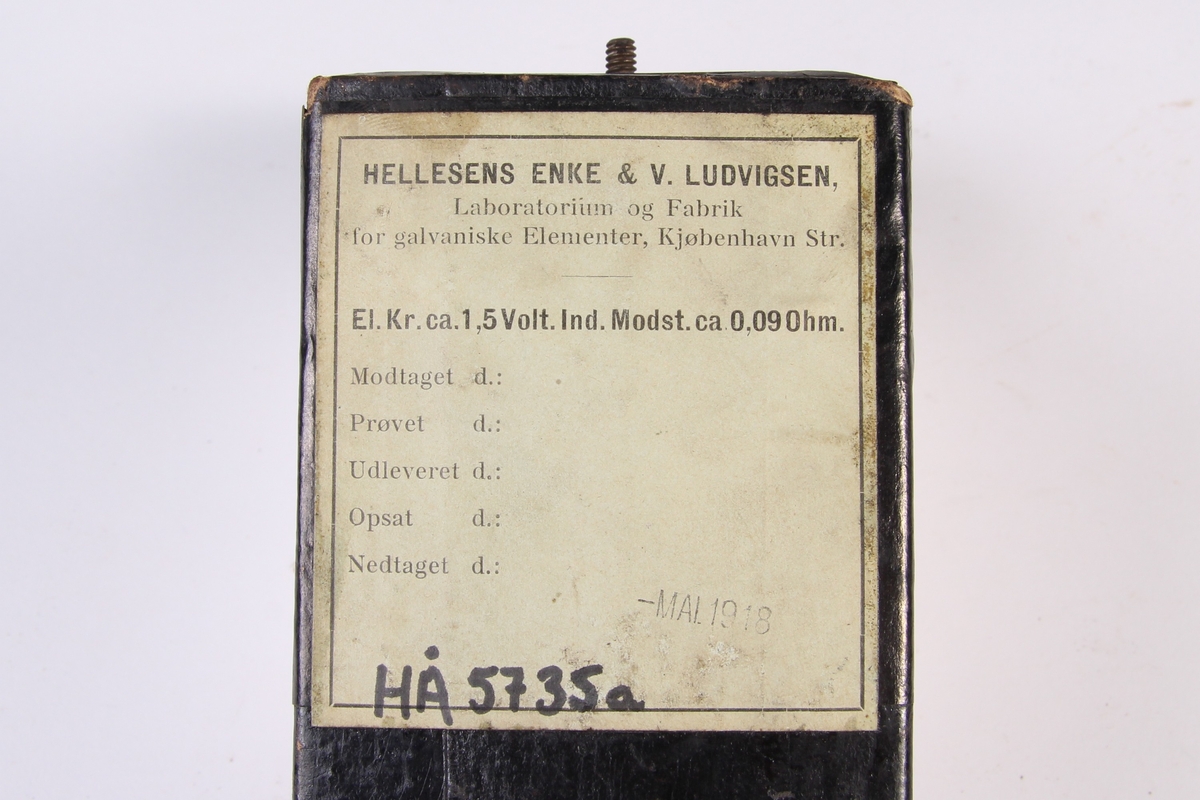 HELLESENS ENKE & V. LUDVIGSEN,
Laboratorium og Fabrik
for galvaniske Elementer, Kjøbenhavn Str.
El. Kr. ca. 1,5 Volt. Ind. Modst. ca. 0,09 Ohm.
Modtaget d.:
Prøvet d.:
Udleveret d.:
Opsat d.:
Nedtaget d.:
-MAI. 1918
HÅ 5735a